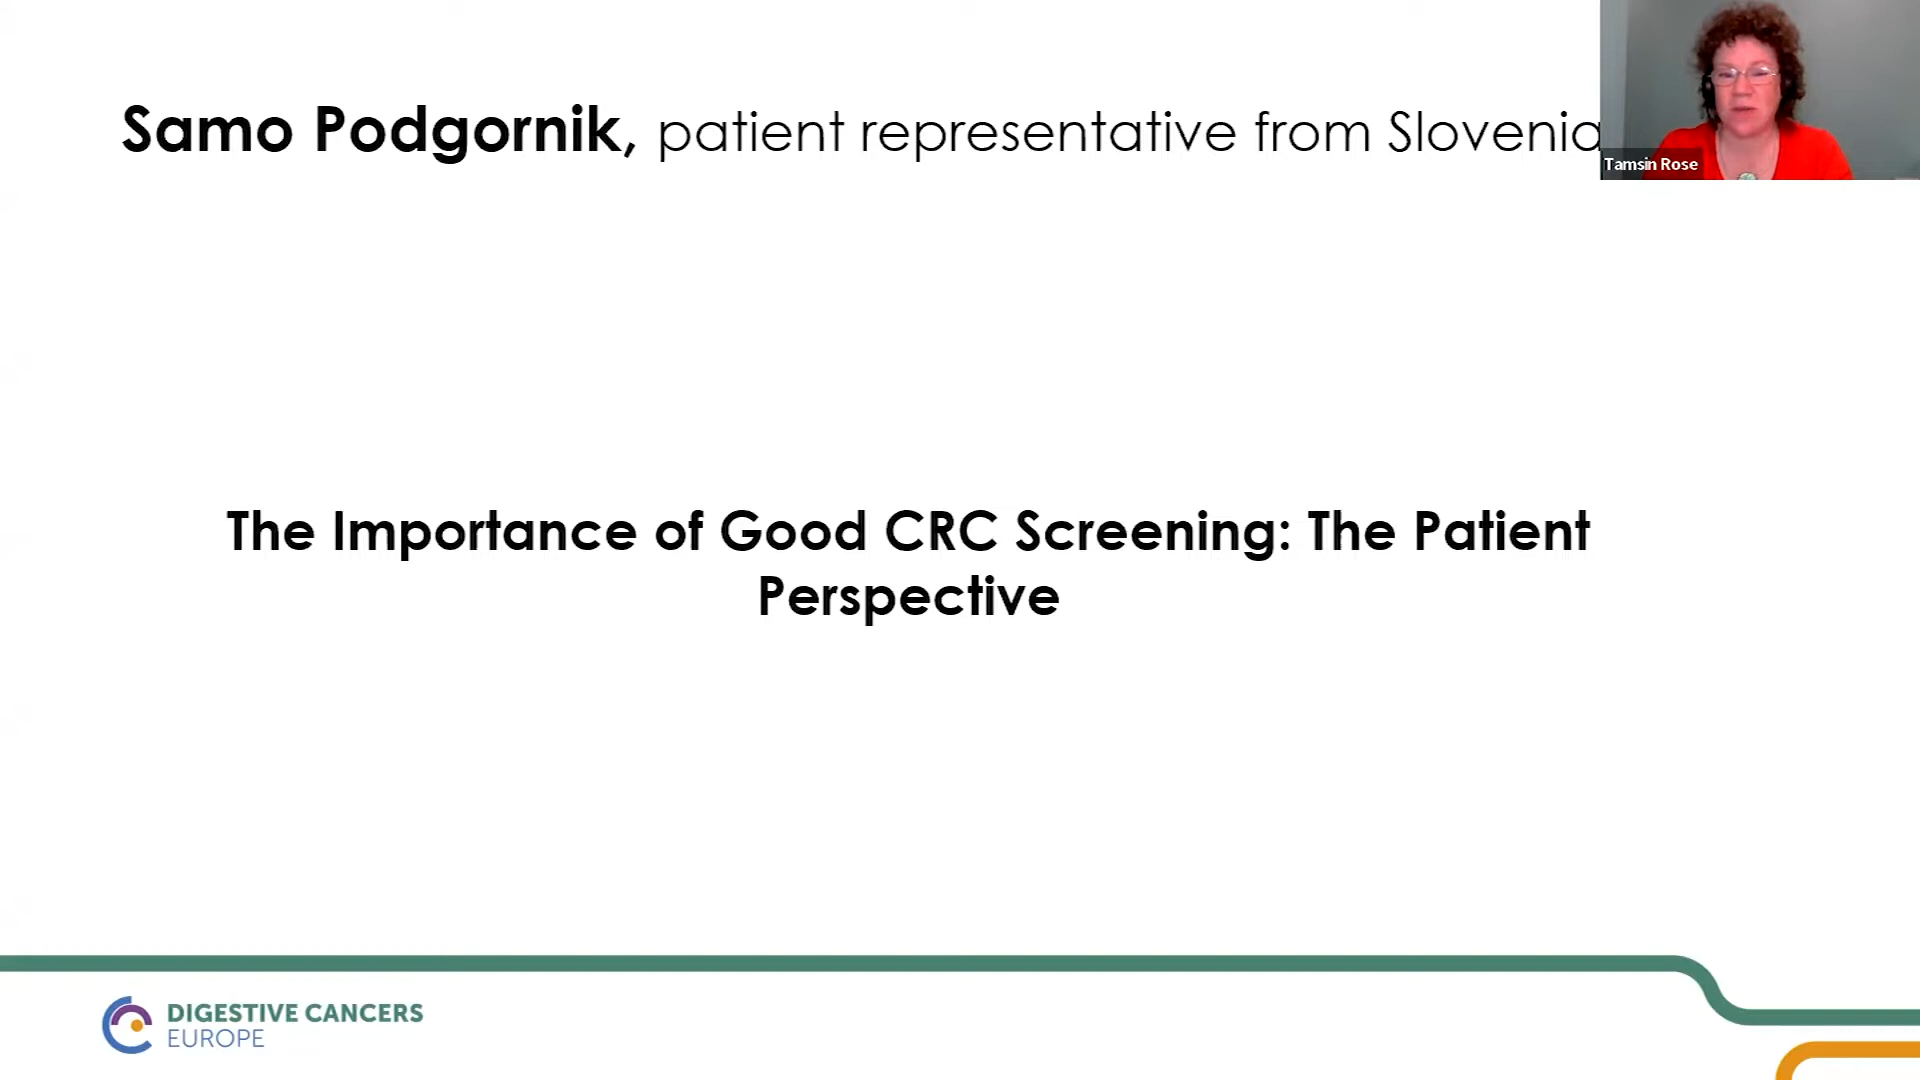 Samo Podgornik, patient representative from Slovenia
Tamsin Rose
The Importance of Good CRC Screening: The Patient
Perspective
DIGESTIVE CANCERS
EUROPE